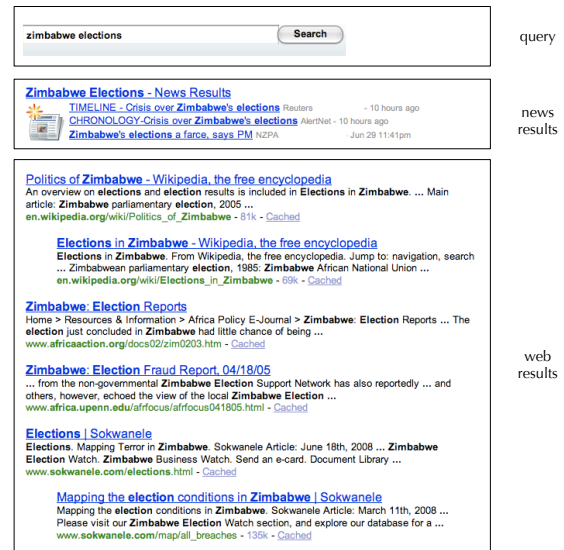 zimbabwe elections
Search
query
Zimbabwe Elections - News Results
TIMELINE - Crisis over Zimbabwe's elections Reuters - 10 hours ago
CHRONOLOGY-Crisis over Zimbabwe's elections AlertNet - 10 hours ago
Zimbabwe's elections a farce, says PM NZPA - Jun 29 11:41pm
news
results
Politics of Zimbabwe - Wikipedia, the free encyclopedia
An overview on elections and election results is included in Elections in Zimbabwe. ... Main
article: Zimbabwe parliamentary election, 2005 ...
en.wikipedia.org/wiki/Politics_of_Zimbabwe - 81k - Cached
Elections in Zimbabwe - Wikipedia, the free encyclopedia
Elections in Zimbabwe. From Wikipedia, the free encyclopedia. Jump to: navigation, search
... Zimbabwean parliamentary election, 1985: Zimbabwe African National Union ...
en.wikipedia.org/wiki/Elections_in_Zimbabwe - 69k - Cached
Zimbabwe: Election Reports
Home > Resources & Information > Africa Policy E-Journal > Zimbabwe: Election Reports ... The
election just concluded in Zimbabwe had little chance of being ...
www.africaaction.org/docs02/zim0203.htm - Cached
Zimbabwe: Election Fraud Report, 04/18/05
... from the non-governmental Zimbabwe Election Support Network has also reportedly ... and
others, however, echoed the view of the local Zimbabwe Election ...
www.africa.upenn.edu/afrfocus/afrfocus041805.html - Cached
web
results
Elections | Sokwanele
Elections. Mapping Terror in Zimbabwe. Sokwanele Article: June 18th, 2008 ... Zimbabwe
Election Watch. Zimbabwe Business Watch. Send an e-card. Document Library ...
www.sokwanele.com/elections.html - Cached
Mapping the election conditions in Zimbabwe | Sokwanele
Mapping the election conditions in Zimbabwe. Sokwanele Article: March 11th, 2008 ...
Please visit our Zimbabwe Election Watch section, and explore our database for a ...
www.sokwanele.com/map/all_breaches - 135k - Cached